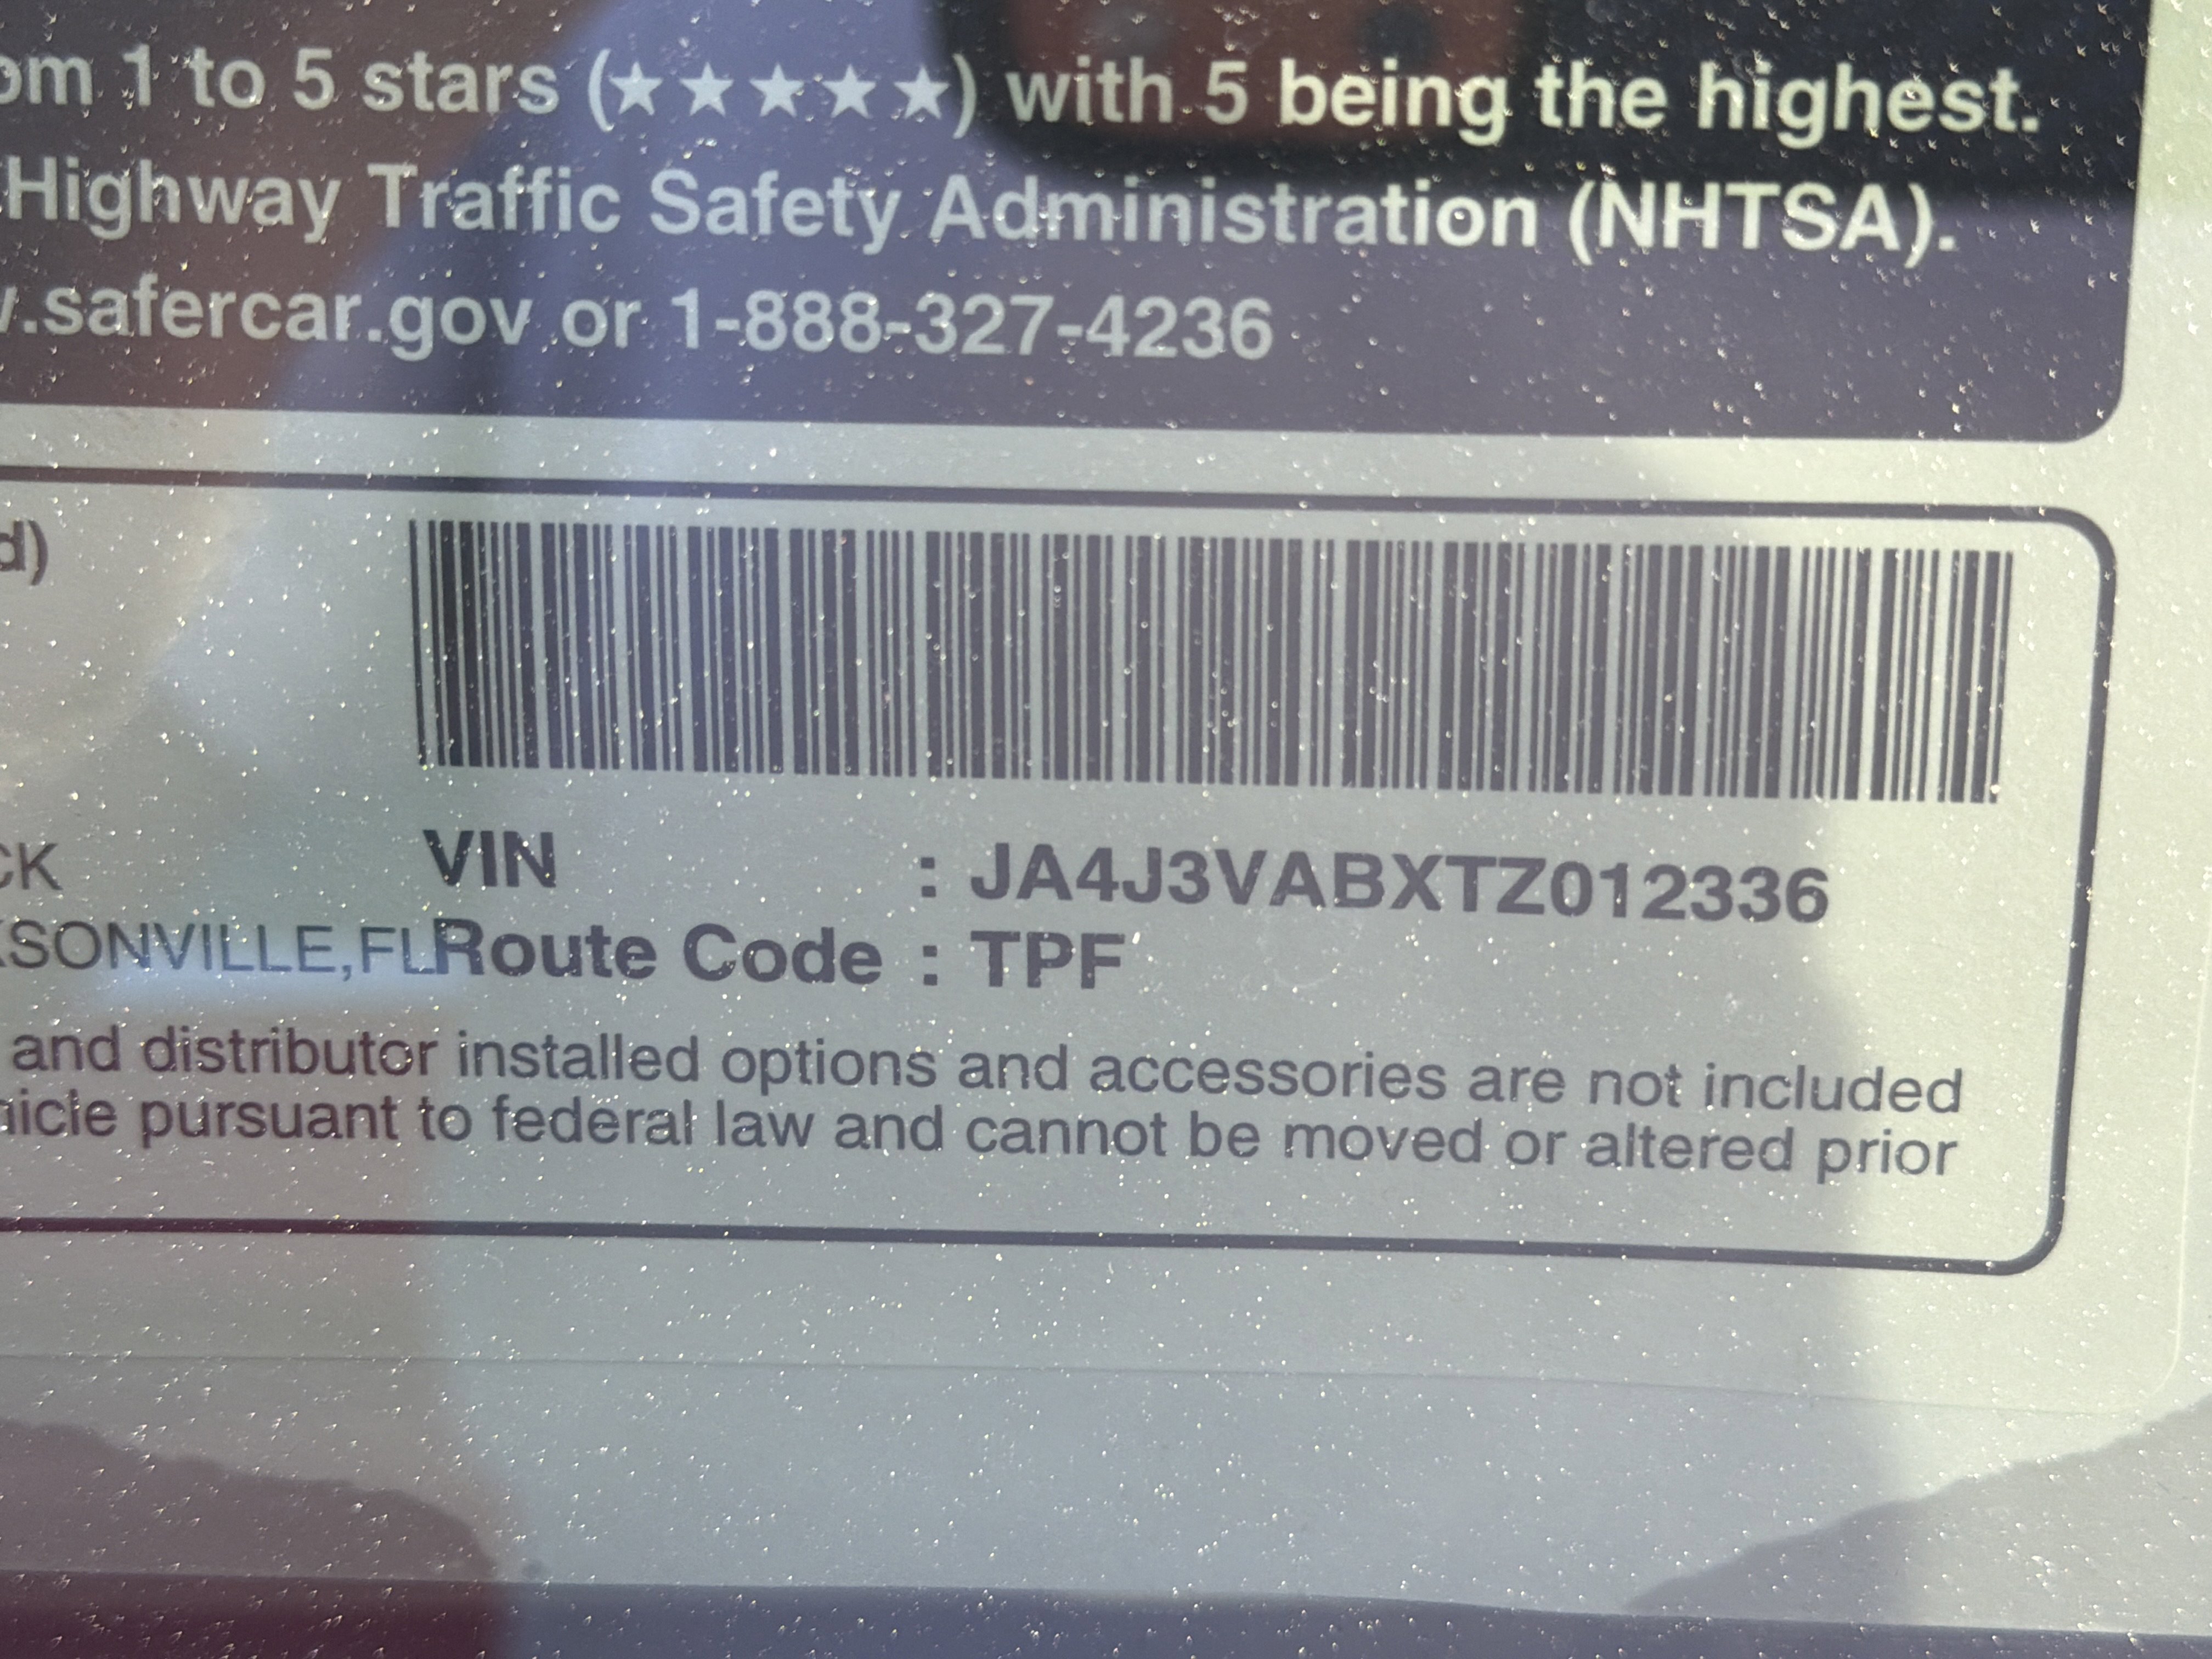 om 1 to 5 stars (★★★★★) with 5 being the highest.
Highway Traffic Safety Administration (NHTSA).
.safercar.gov or 1-888-327-4236
d)
CK
VIN : JA4J3VABXTZ012336
KSONVILLE,FL Route Code : TPF
and distributor installed options and accessories are not included
hicle pursuant to federal law and cannot be moved or altered prior